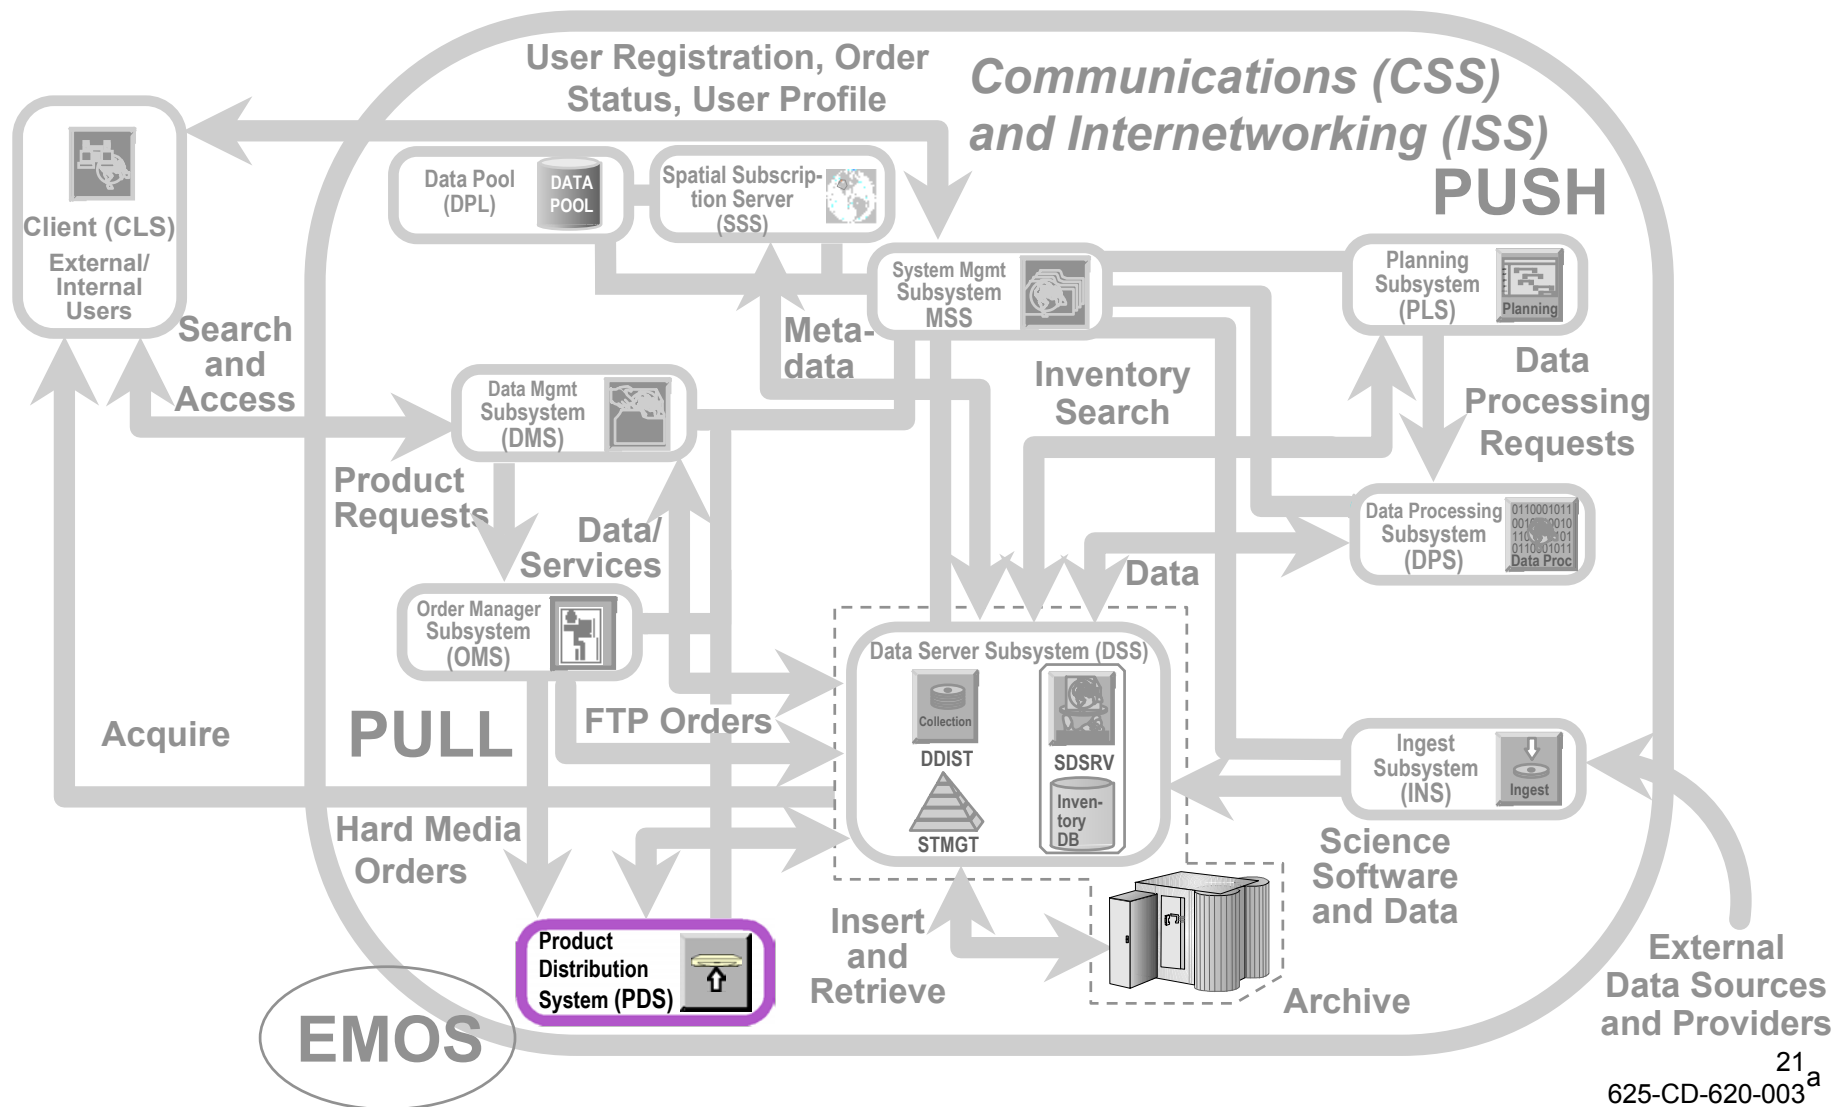 User Registration, Order
Status, User Profile
Communications (CSS)
and Internetworking (ISS)
PUSH
Client (CLS)
External/
Internal
Users
Data Pool
(DPL)
DATA
POOL
Spatial Subscrip-
tion Server
(SSS)
System Mgmt
Subsystem
MSS
Planning
Subsystem
(PLS)
Planning
Search
and
Access
Meta-
data
Inventory
Search
Data
Processing
Requests
Data Mgmt
Subsystem
(DMS)
Product
Requests
Data/
Services
Data Processing
Subsystem
(DPS)
0110001011
0110001011
Data Proc
Data
Order Manager
Subsystem
(OMS)
Data Server Subsystem (DSS)
Collection
DDIST
SDSRV
STMGT
Inven-
tory
DB
Acquire
PULL
FTP Orders
Ingest
Subsystem
(INS)
Ingest
Hard Media
Orders
Science
Software
and Data
Product
Distribution
System (PDS)
Insert
and
Retrieve
Archive
External
Data Sources
and Providers
EMOS
21
625-CD-620-003
a